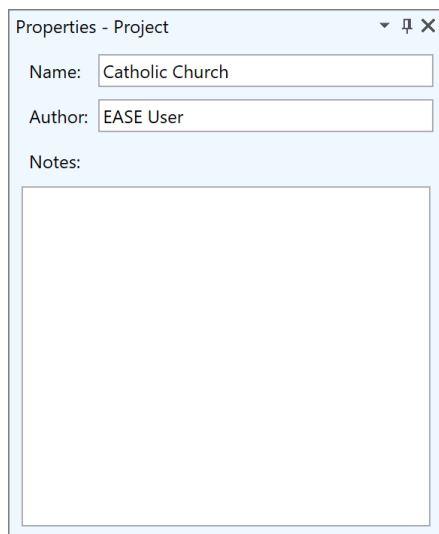 Properties - Project
Name: Catholic Church
Author: EASE User
Notes: